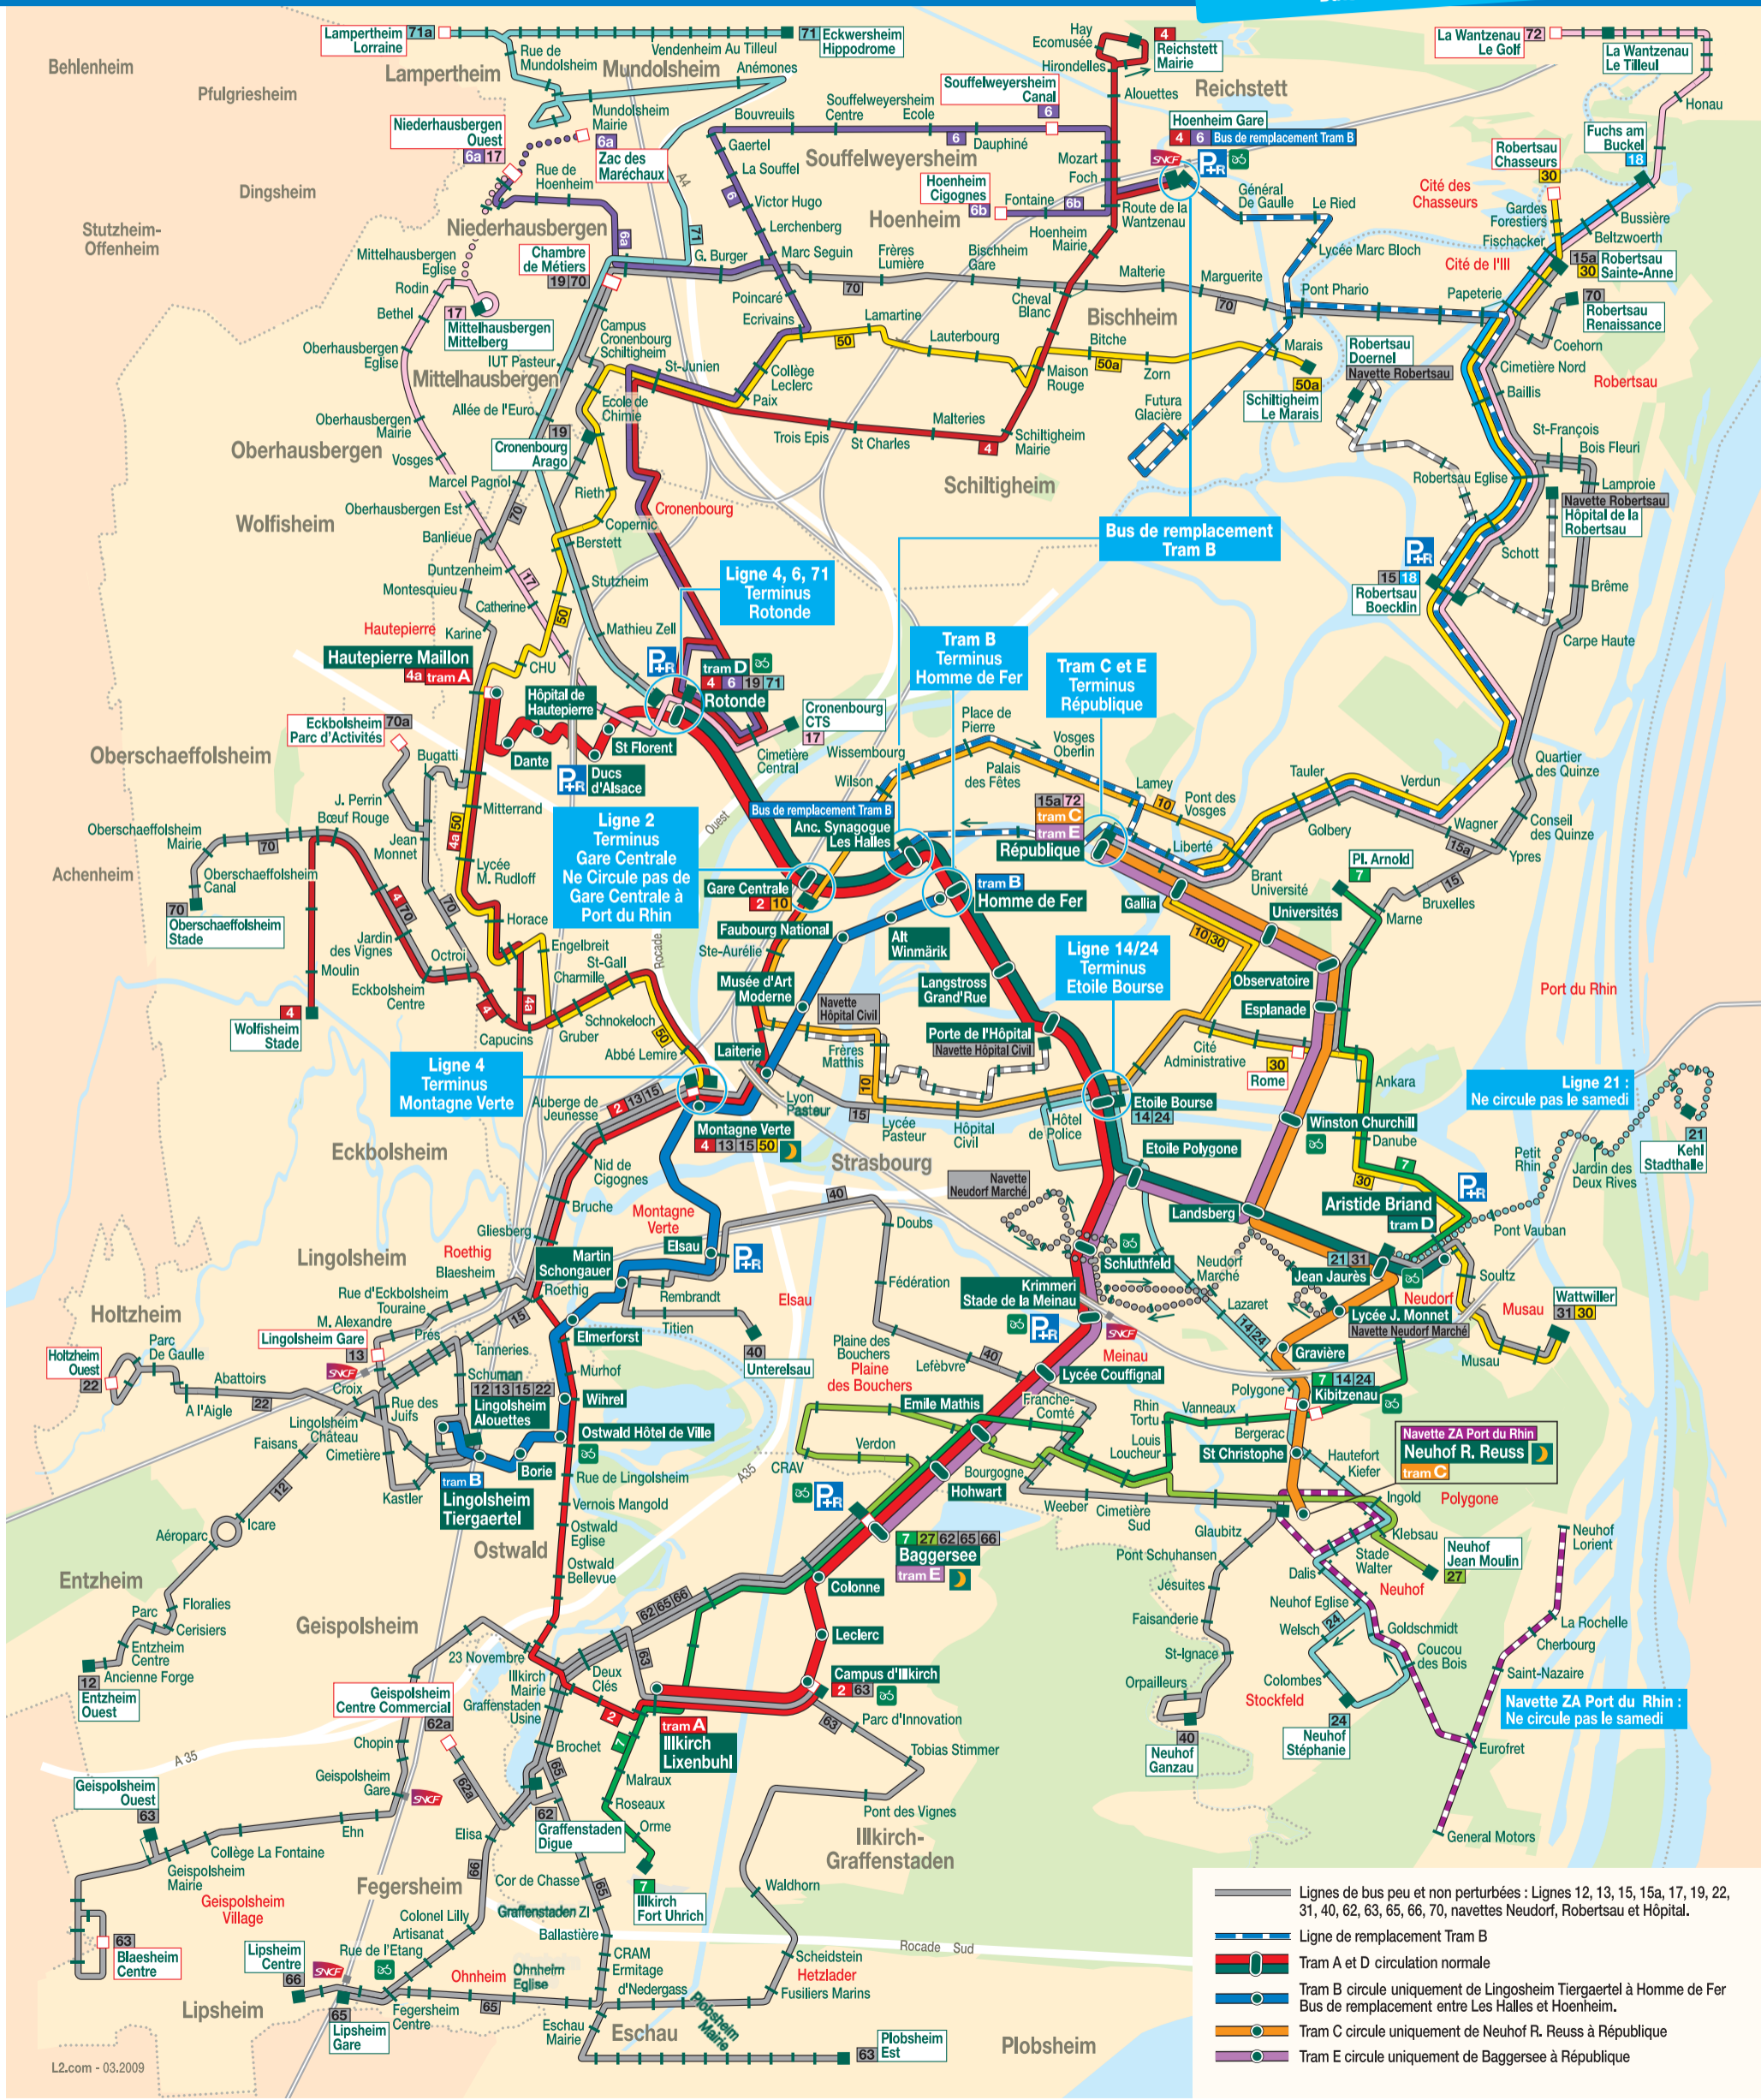 Lampertheim
Lorraine
71a
Rue de
Mundolsheim
Vendenheim Au Tilleul
71
Eckwersheim
Hippodrome
Behlenheim
Lampertheim
Mundolsheim
Anémones
Pfulgriesheim
Hay
Ecomusée
Hirondelles
4
Reichstett
Mairie
Alouettes
Reichstett
La Wantzenau
Le Golf
72
La Wantzenau
Le Tilleul
Honau
Niederhausbergen
Ouest
6a 17
Mundolsheim
Mairie
6a
Zac des
Maréchaux
A4
Bouvreuils
Souffelweyersheim
Centre
Souffelweyersheim
Ecole
Souffelweyersheim
Canal
6
6
Dauphiné
Gaertel
La Souffel
6
Victor Hugo
Lerchenberg
Marc Seguin
Souffelweyersheim
Hoenheim Gare
4 6 Bus de remplacement Tram B
SNCF
P+R
Mozart
Foch
Hoenheim
Cigognes
6b
Fontaine
6b
Route de la
Wantzenau
Hoenheim
Hoenheim
Mairie
Général
De Gaulle
Le Ried
Lycée Marc Bloch
Fuchs am
Buckel
18
Robertsau
Chasseurs
30
Cité des
Chasseurs
Gardes
Forestiers
Fischacker
Bussière
Beltzwoerth
Cité de l'Ill
15a
30
Robertsau
Sainte-Anne
70
Robertsau
Renaissance
Papeterie
Coehorn
Cimetière Nord
Baillis
Robertsau
Dingsheim
Stutzheim-
Offenheim
Rue de
Hoenheim
Niederhausbergen
6a
71
Chambre
de Métiers
19 70
G. Burger
Frères
Lumière
Bischheim
Gare
70
Malterie
Marguerite
70
Pont Phario
Cheval
Blanc
Bischheim
Mittelhausbergen
Eglise
Rodin
Bethel
17
Mittelhausbergen
Mittelberg
Oberhausbergen
Eglise
IUT Pasteur
Campus
Cronenbourg
Schiltigheim
Mittelhausbergen
Poincaré
Ecrivains
Lamartine
50
Lauterbourg
Bitche
50a
Zorn
Marais
50a
Schiltigheim
Le Marais
Maison
Rouge
St-Junien
Collège
Leclerc
Paix
Ecole de
Chimie
Trois Epis
St Charles
Malteries
4
Schiltigheim
Mairie
Futura
Glacière
Schiltigheim
Robertsau
Doernel
Navette Robertsau
St-François
Bois Fleuri
Robertsau Eglise
Lamproie
Navette Robertsau
Hôpital de la
Robertsau
Schott
P+R
15 18
Robertsau
Boecklin
Brême
Carpe Haute
Allée de l'Euro
Oberhausbergen
Mairie
Oberhausbergen
Vosges
Marcel Pagnol
Oberhausbergen Est
Wolfisheim
Banlieue
19
Cronenbourg
Arago
70
Rieth
Copernic
Berstett
Stutzheim
Cronenbourg
Bus de remplacement
Tram B
Duntzenheim
17
Montesquieu
Catherine
50
Hautepierre
Karine
Mathieu Zell
Ligne 4, 6, 71
Terminus
Rotonde
Tram B
Terminus
Homme de Fer
Tram C et E
Terminus
République
Hautepierre Maillon
4a tram A
CHU
Hôpital de
Hautepierre
P+R
tram D
4 6 19 71
Rotonde
Cronenbourg
CTS
17
Cimetière
Central
Eckbolsheim
Parc d'Activités
70a
Bugatti
Dante
St Florent
P+R
Ducs
d'Alsace
Oberschaeffolsheim
Wissembourg
Place de
Pierre
Vosges
Oberlin
Palais
des Fêtes
Wilson
Lamey
10
Pont des
Vosges
Tauler
Verdun
Quartier
des Quinze
Conseil
des Quinze
Golbery
Wagner
15a
Ypres
J. Perrin
Bœuf Rouge
Mitterrand
Jean
Monnet
4a 50
Lycée
M. Rudloff
Oberschaeffolsheim
Mairie
70
Oberschaeffolsheim
Canal
70
Oberschaeffolsheim
Stade
Achenheim
4 70
70
Ligne 2
Terminus
Gare Centrale
Ne Circule pas de
Gare Centrale à
Port du Rhin
Ouest
Bus de remplacement Tram B
Anc. Synagogue
Les Halles
15a 72
tram C
tram E
République
Liberté
Brant
Université
Pl. Arnold
7
Marne
Bruxelles
15
Gare Centrale
2 10
tram B
Homme de Fer
Gallia
Universités
Faubourg National
Alt
Winmärik
10 30
Ste-Aurélie
Musée d'Art
Moderne
Langstross
Grand'Rue
Ligne 14/24
Terminus
Etoile Bourse
Observatoire
Esplanade
Port du Rhin
Horace
Engelbreit
St-Gall
Charmille
Rocade
Jardin
des Vignes
Octroi
Moulin
Eckbolsheim
Centre
4
Wolfisheim
Stade
4
4a
Capucins
Gruber
Schnokeloch
Abbé Lemire
50
Navette
Hôpital Civil
Porte de l'Hôpital
Navette Hôpital Civil
Laiterie
Frères
Matthis
10
Cité
Administrative
30
Rome
Ankara
Ligne 21 :
Ne circule pas le samedi
Ligne 4
Terminus
Montagne Verte
Auberge de
Jeunesse
2 13 15
Lyon
Pasteur
15
Lycée
Pasteur
Hôpital
Civil
Hôtel
de Police
Etoile Bourse
14 24
Winston Churchill
Danube
7
30
Petit
Rhin
Jardin des
Deux Rives
21
Kehl
Stadthalle
Montagne Verte
4 13 15 50
Eckbolsheim
Strasbourg
Etoile Polygone
Nid de
Cigognes
Bruche
Navette
Neudorf Marché
40
Landsberg
Aristide Briand
tram D
P+R
Pont Vauban
Montagne
Verte
Doubs
Gliesberg
Elsau
P+R
Lingolsheim
Roethig
Blaesheim
Martin
Schongauer
Schluthfeld
Neudorf
Marché
21 31
Jean Jaurès
Soultz
Rue d'Eckbolsheim
Touraine
M. Alexandre
Roethig
Rembrandt
Titien
Fédération
Elsau
Krimmeri
Stade de la Meinau
P+R
SNCF
Lazaret
14 24
Neudorf
Lycée J. Monnet
Navette Neudorf Marché
Musau
Wattwiller
31 30
Musau
Holtzheim
Parc
De Gaulle
Holtzheim
Ouest
22
Lingolsheim Gare
13
Prés
15
SNCF
Tanneries
Elmerforst
40
Unterelsau
Plaine des
Bouchers
Plaine
des Bouchers
Lefèbvre
40
Meinau
Lycée Couffignal
Gravière
Abattoirs
A l'Aigle
22
Croix
Schuman
Murhof
12 13 15 22
Lingolsheim
Alouettes
Wihrel
Rue des
Juifs
Lingolsheim
Château
Faisans
Cimetière
Emile Mathis
Franche-
Comté
Polygone
7 14 24
Kibitzenau
Rhin
Tortu
Vanneaux
Bergerac
Ostwald Hôtel de Ville
Louis
Loucheur
St Christophe
Hautefort
Kiefer
Navette ZA Port du Rhin
Neuhof R. Reuss
tram C
Verdon
CRAV
Bourgogne
Borie
tram B
Lingolsheim
Tiergaertel
Kastler
Rue de Lingolsheim
Vernois Mangold
A35
P+R
Hohwart
Weeber
Cimetière
Sud
Ingold
Polygone
12
Icare
Aéroparc
Ostwald
Eglise
Ostwald
Ostwald
Bellevue
7 27 62 65 66
Baggersee
tram E
Glaubitz
Klebsau
Stade
Walter
Neuhof
Neuhof
Jean Moulin
27
Neuhof
Lorient
Pont Schuhansen
Dalis
Entzheim
Colonne
Jésuites
Neuhof Eglise
Floralies
Parc
Cerisiers
62 65 66
Faisanderie
Welsch
24
Goldschmidt
Coucou
des Bois
La Rochelle
Cherbourg
Geispolsheim
Leclerc
St-Ignace
Saint-Nazaire
Entzheim
Centre
Ancienne Forge
12
Entzheim
Ouest
23 Novembre
Deux
Clés
63
Illkirch
Mairie
Campus d'Illkirch
2 63
Orpailleurs
Colombes
Stockfeld
Navette ZA Port du Rhin :
Ne circule pas le samedi
Geispolsheim
Centre Commercial
62a
Graffenstaden
Usine
2
tram A
Illkirch
Lixenbuhl
63
Parc d'Innovation
24
Neuhof
Stéphanie
Eurofret
40
Neuhof
Ganzau
A 35
Chopin
Brochet
7
Tobias Stimmer
Geispolsheim
Gare
SNCF
62a
65
Malraux
Geispolsheim
Ouest
63
Roseaux
Pont des Vignes
62
Graffenstaden
Digue
Orme
Ehn
Elisa
Illkirch-
Graffenstaden
General Motors
Collège La Fontaine
Geispolsheim
Mairie
66
Cor de Chasse
65
7
Illkirch
Fort Uhrich
Waldhorn
Geispolsheim
Village
Fegersheim
Colonel Lilly
Graffenstaden ZI
Artisanat
Ballastière
63
Blaesheim
Centre
Lipsheim
Centre
66
SNCF
Rue de l'Etang
Ohnheim
Ohnheim
Eglise
CRAM
Ermitage
d'Nedergass
Rocade Sud
Scheidstein
Hetzlader
Fusiliers Marins
Lipsheim
65
Lipsheim
Gare
Fegersheim
Centre
65
Eschau
Mairie
Eschau
Plobsheim
Mairie
63
Plobsheim
Est
Plobsheim
L2.com - 03.2009
Lignes de bus peu et non perturbées : Lignes 12, 13, 15, 15a, 17, 19, 22,
31, 40, 62, 63, 65, 66, 70, navettes Neudorf, Robertsau et Hôpital.
Ligne de remplacement Tram B
Tram A et D circulation normale
Tram B circule uniquement de Lingosheim Tiergaertel à Homme de Fer
Bus de remplacement entre Les Halles et Hoenheim.
Tram C circule uniquement de Neuhof R. Reuss à République
Tram E circule uniquement de Baggersee à République